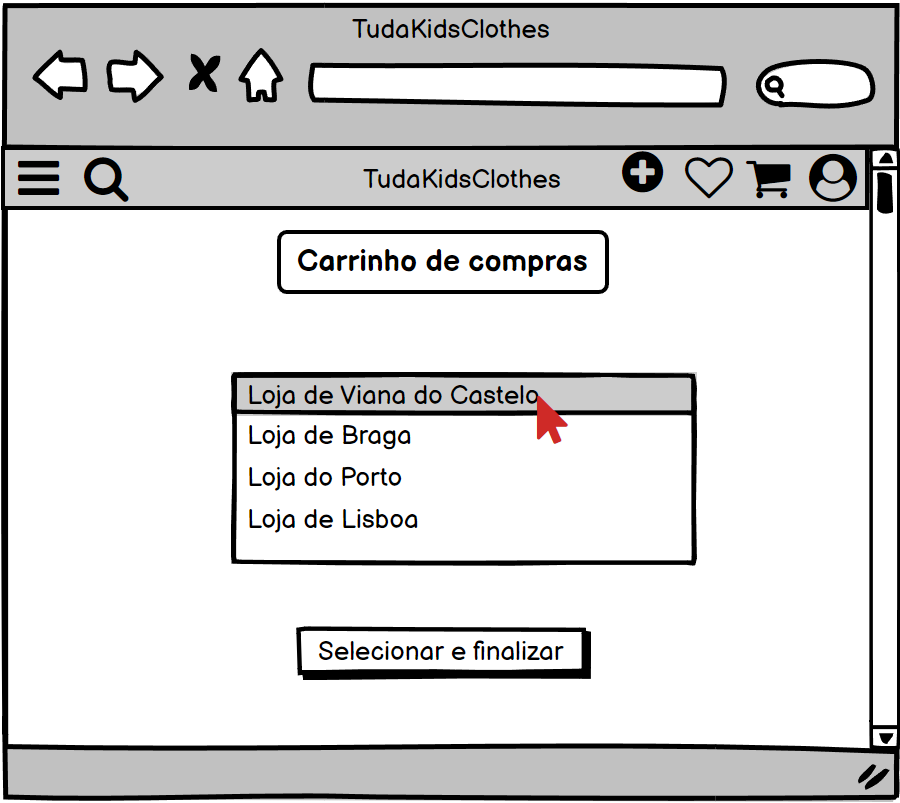 TudaKidsClothes
TudaKidsClothes
Carrinho de compras
Loja de Viana do Castelo
Loja de Braga
Loja do Porto
Loja de Lisboa
Selecionar e finalizar